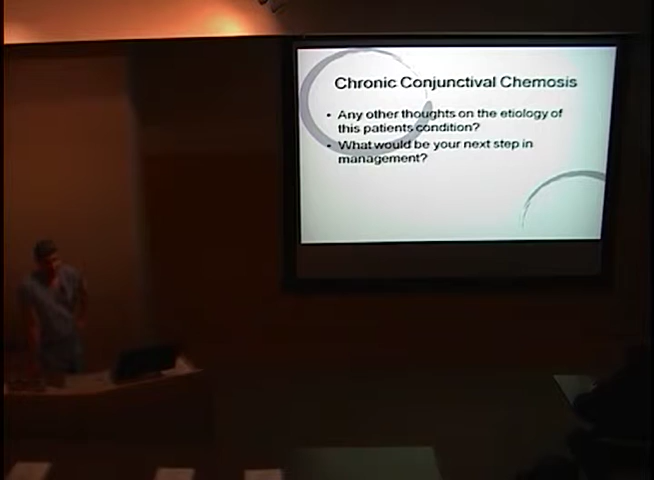 Chronic Conjunctival Chemosis
• Any other thoughts on the etiology of
this patients condition?
• What would be your next step in
management?